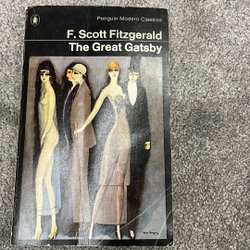 Penguin Modern Classics
F. Scott Fitzgerald
The Great Gatsby